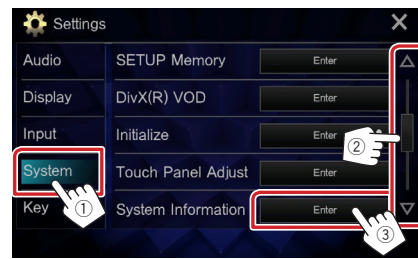 Settings
Audio SETUP Memory Enter
Display DivX(R) VOD Enter
Input Initialize Enter
System Touch Panel Adjust Enter
Key System Information Enter
①
②
③